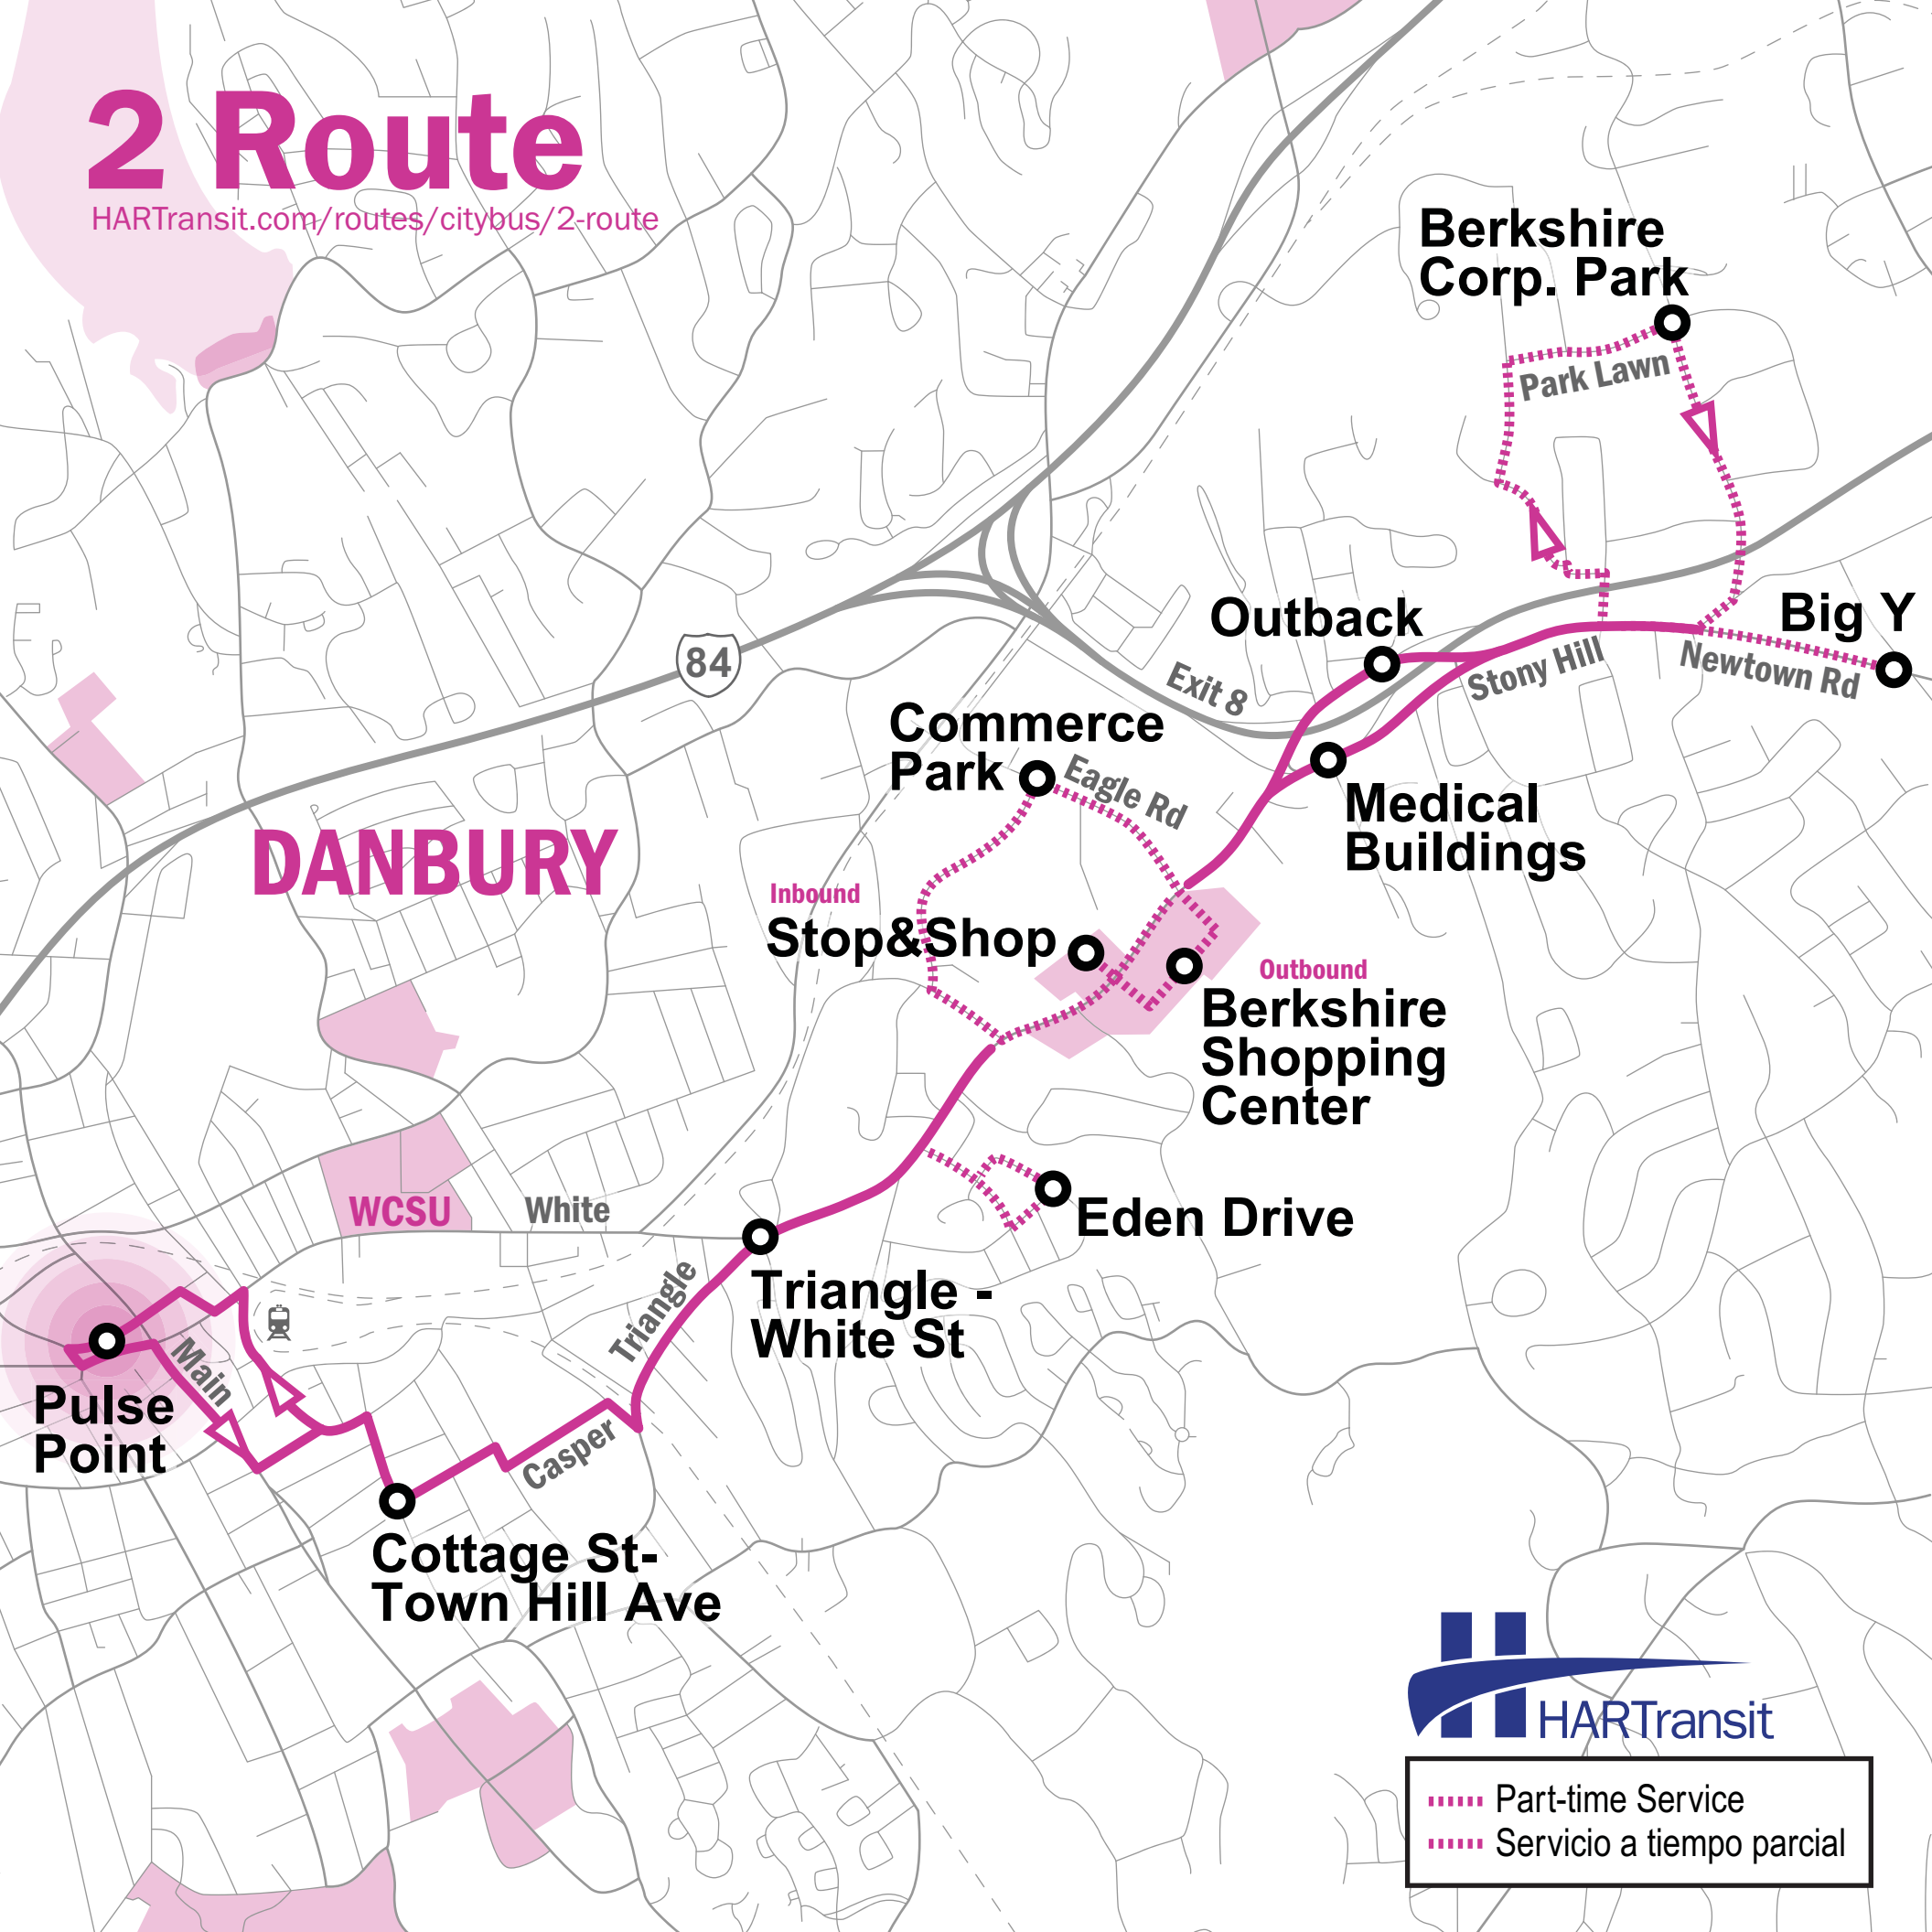 2 Route
HARTransit.com/routes/citybus/2-route
Berkshire
Corp. Park
Park Lawn
Outback
Big Y
84
Exit 8
Stony Hill
Newtown Rd
Commerce
Park
Eagle Rd
Medical
Buildings
DANBURY
Inbound
Stop&Shop
Outbound
Berkshire
Shopping
Center
WCSU
White
Eden Drive
Triangle
Triangle -
White St
Main
Pulse
Point
Casper
Cottage St-
Town Hill Ave
HARTransit
Part-time Service
Servicio a tiempo parcial